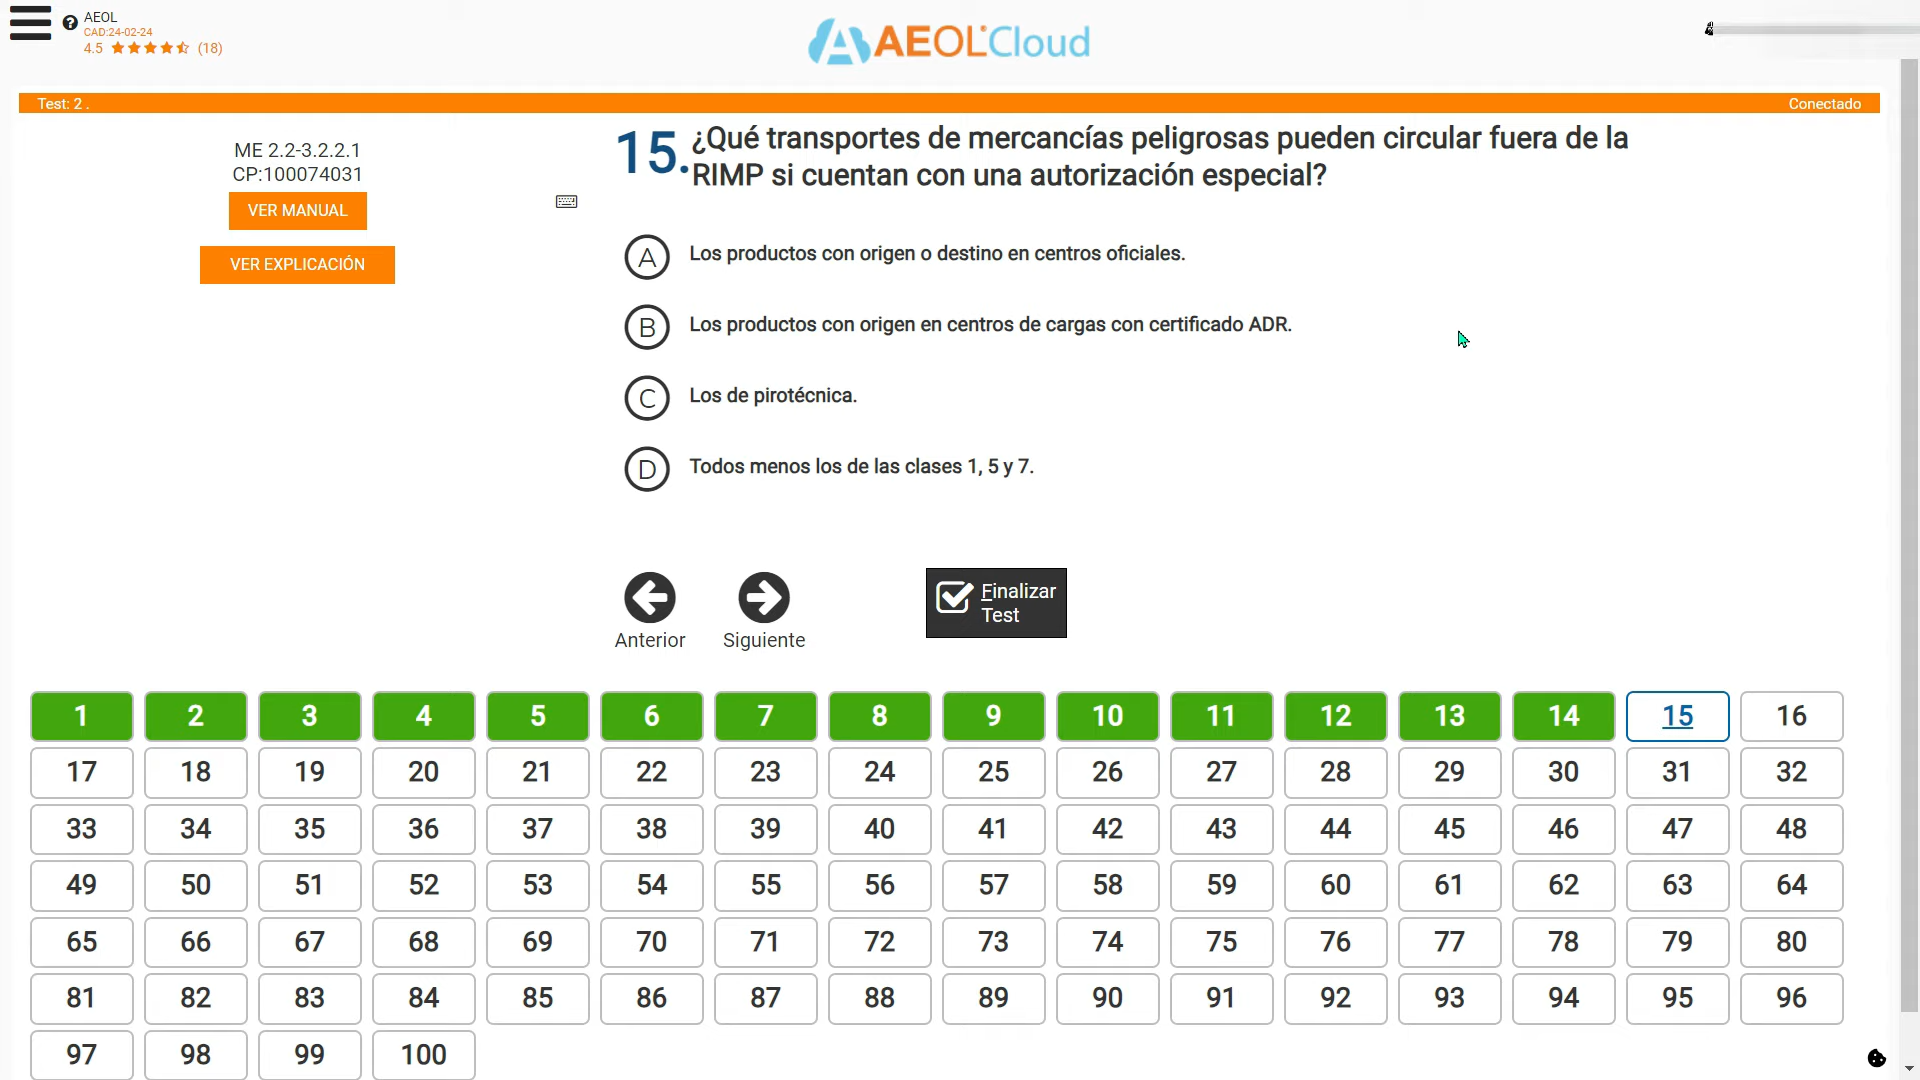 AEOL
CAD:24-02-24
4.5 (18)
AEOL Cloud
Test: 2 .
Conectado
ME 2.2-3.2.2.1
CP:100074031
VER MANUAL
VER EXPLICACIÓN
15. ¿Qué transportes de mercancías peligrosas pueden circular fuera de la
RIMP si cuentan con una autorización especial?
A Los productos con origen o destino en centros oficiales.
B Los productos con origen en centros de cargas con certificado ADR.
C Los de pirotécnica.
D Todos menos los de las clases 1, 5 y 7.
Anterior
Siguiente
Finalizar
Test
1 2 3 4 5 6 7 8 9 10 11 12 13 14 15 16
17 18 19 20 21 22 23 24 25 26 27 28 29 30 31 32
33 34 35 36 37 38 39 40 41 42 43 44 45 46 47 48
49 50 51 52 53 54 55 56 57 58 59 60 61 62 63 64
65 66 67 68 69 70 71 72 73 74 75 76 77 78 79 80
81 82 83 84 85 86 87 88 89 90 91 92 93 94 95 96
97 98 99 100